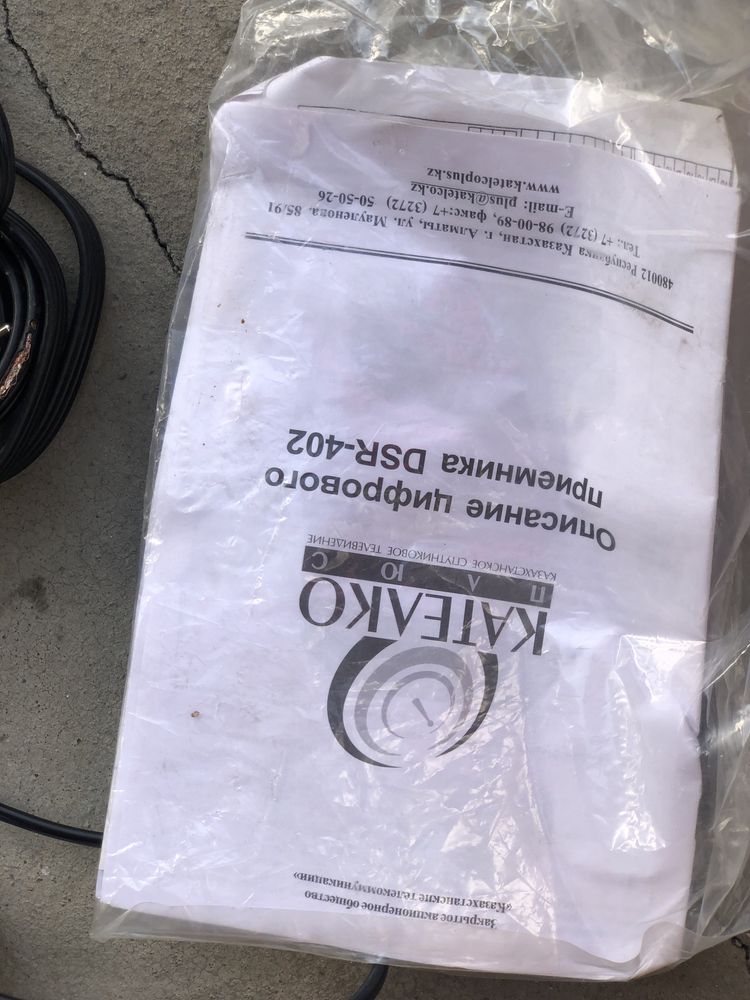 Закрытое акционерное общество
«Казахстанские телекоммуникации»
КАТЕЛКО
ПЛЮС
КАЗАХСТАНСКОЕ СПУТНИКОВОЕ ТЕЛЕВИДЕНИЕ
Описание цифрового
приемника DSR-402
480012 Республика Казахстан, г. Алматы, ул. Мауленова. 85/91
Тел.: +7 (3272) 98-00-89, факс:+7 (3272) 50-50-26
E-mail: plus@katelco.kz
www.katelcoplus.kz